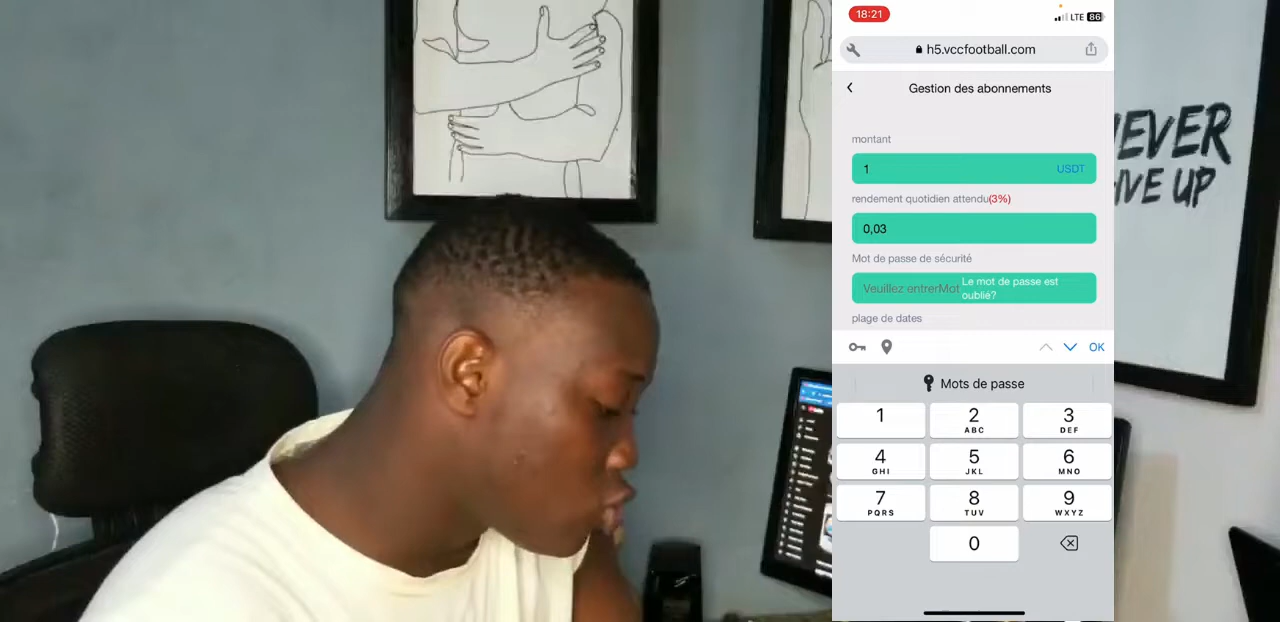 18:21
LTE 86
h5.vccfootball.com
Gestion des abonnements
montant
1 USDT
rendement quotidien attendu(3%)
0,03
Mot de passe de sécurité
Veuillez entrerMot Le mot de passe est
oublié?
plage de dates
OK
Mots de passe
1 2 3
ABC DEF
4 5 6
GHI JKL MNO
7 8 9
PQRS TUV WXYZ
0
EVER
IVE UP